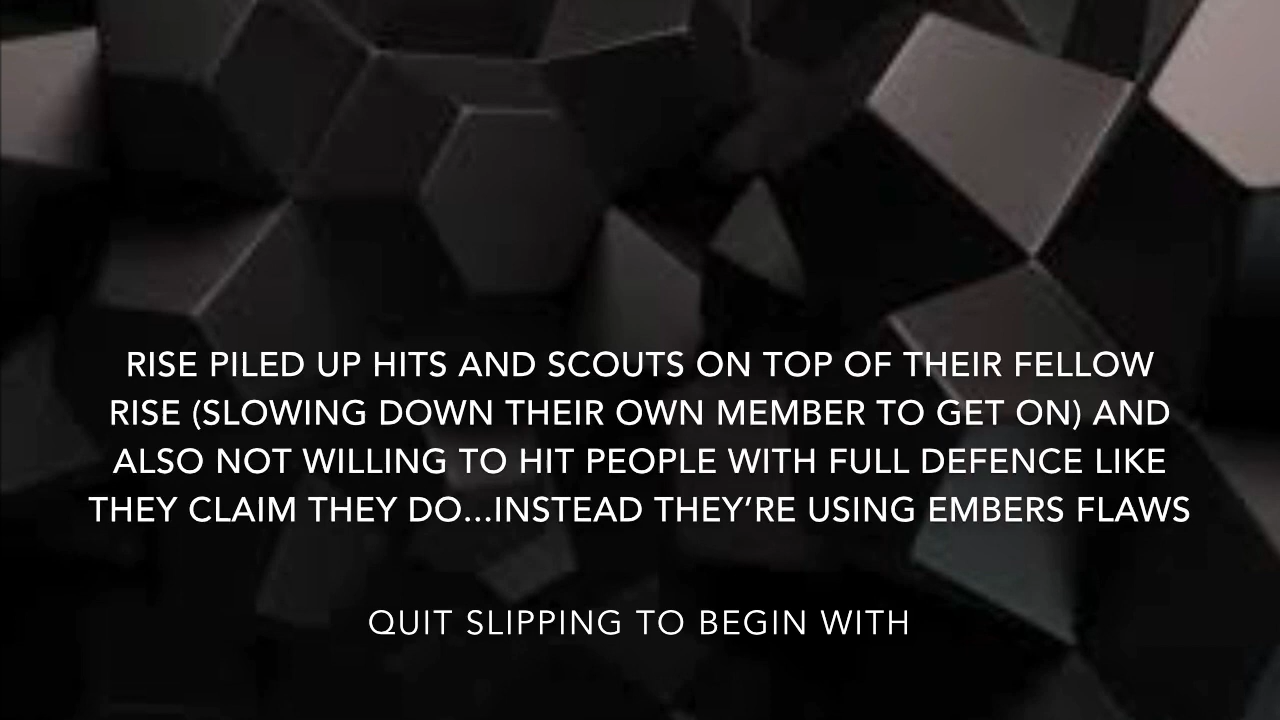 RISE PILED UP HITS AND SCOUTS ON TOP OF THEIR FELLOW
RISE (SLOWING DOWN THEIR OWN MEMBER TO GET ON) AND
ALSO NOT WILLING TO HIT PEOPLE WITH FULL DEFENCE LIKE
THEY CLAIM THEY DO...INSTEAD THEY’RE USING EMBERS FLAWS
QUIT SLIPPING TO BEGIN WITH